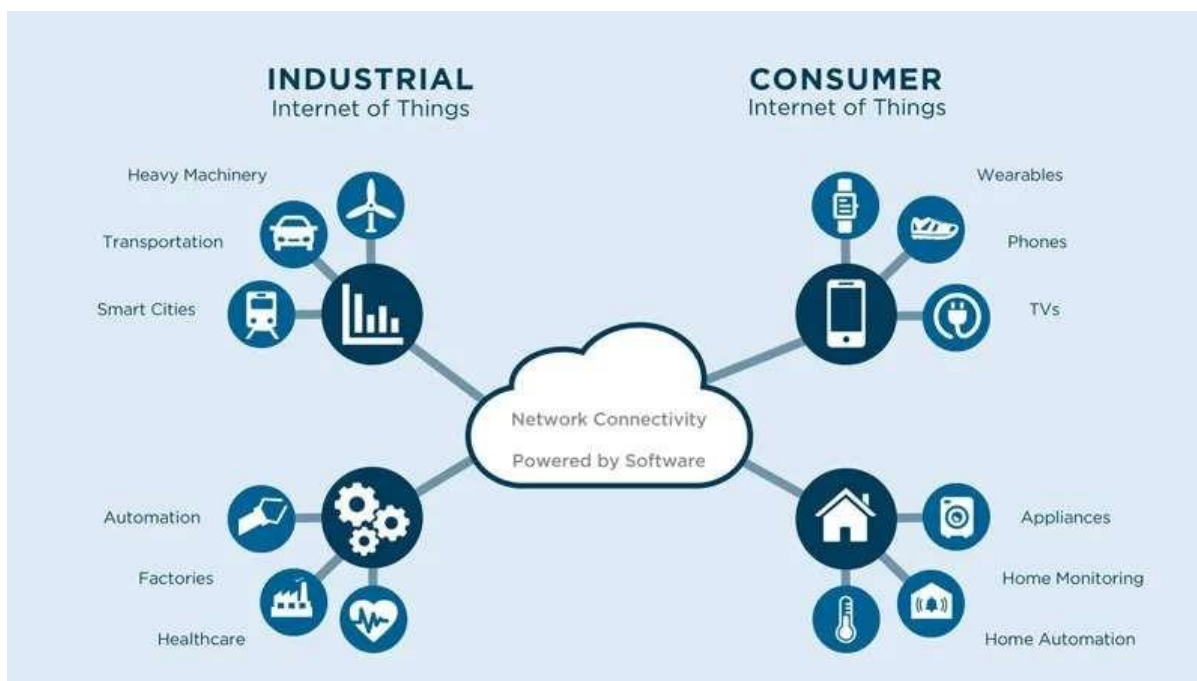 INDUSTRIAL
Internet of Things
CONSUMER
Internet of Things
Heavy Machinery
Transportation
Smart Cities
Wearables
Phones
TVs
Network Connectivity
Powered by Software
Automation
Factories
Healthcare
Appliances
Home Monitoring
Home Automation